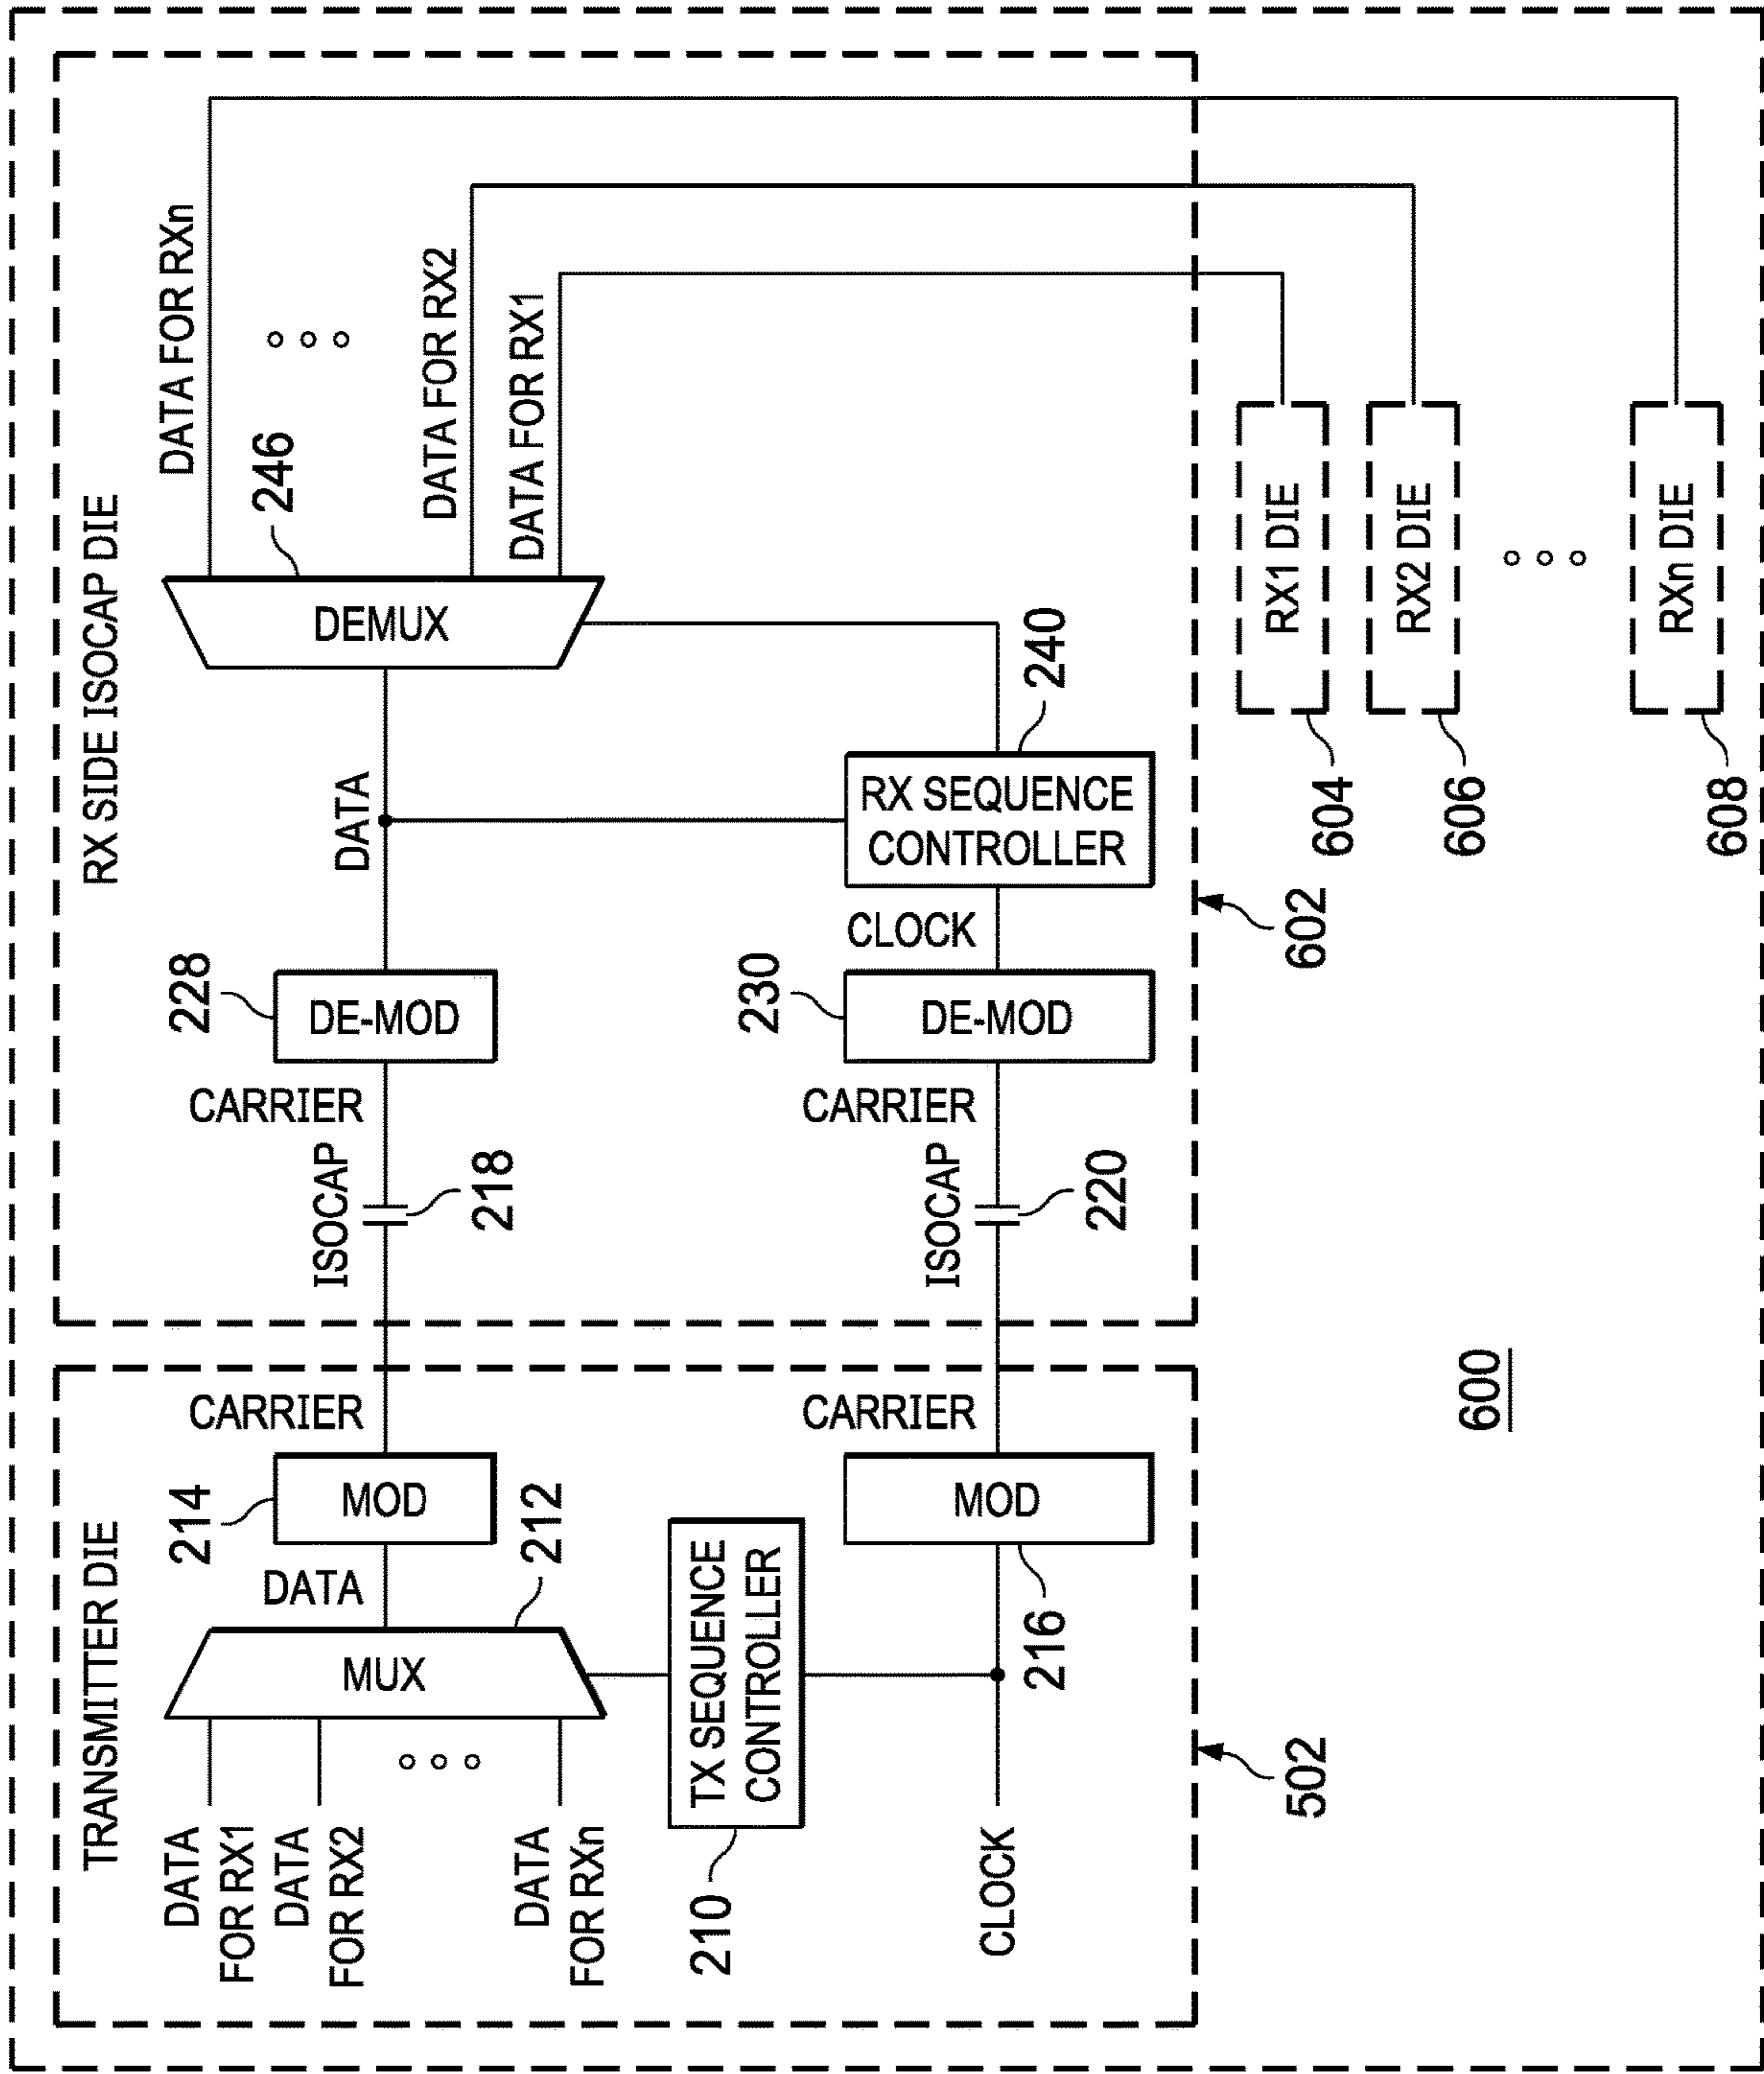 TRANSMITTER DIE
DATA
FOR RX1
DATA
FOR RX2
DATA
FOR RXn
MUX
212
DATA
214
MOD
CARRIER
TX SEQUENCE
CONTROLLER
210
CLOCK
216
MOD
CARRIER
502
RX SIDE ISOCAP DIE
ISOCAP
218
CARRIER
228
DE-MOD
DATA
DEMUX
246
DATA FOR RXn
DATA FOR RX2
DATA FOR RX1
ISOCAP
220
CARRIER
230
DE-MOD
CLOCK
RX SEQUENCE
CONTROLLER
240
602
604
RX1 DIE
606
RX2 DIE
608
RXn DIE
600